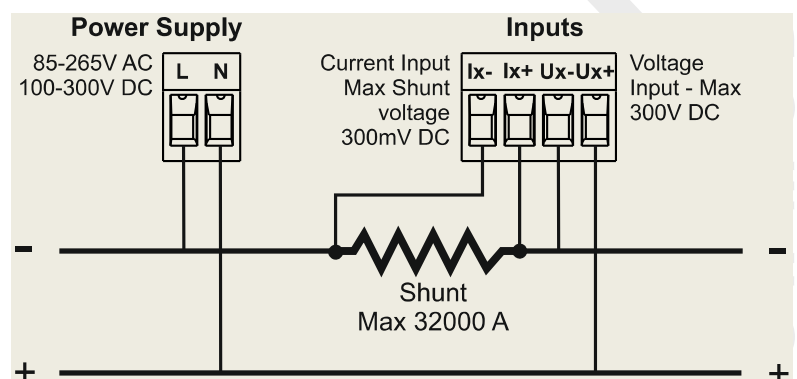 Power Supply
85-265V AC
100-300V DC
L N
Inputs
Current Input
Max Shunt
voltage
300mV DC
Ix- Ix+ Ux- Ux+
Voltage
Input - Max
300V DC
- -
Shunt
Max 32000 A
+ +